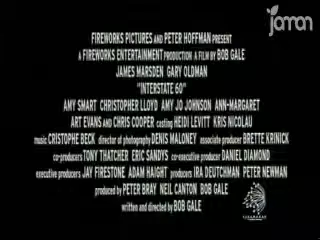 jarran
FIREWORKS PICTURES AND PETER HOFFMAN PRESENT
A FIREWORKS ENTERTAINMENT PRODUCTION A FILM BY BOB GALE
JAMES MARSDEN GARY OLDMAN
"INTERSTATE 60"
AMY SMART CHRISTOPHER LLOYD AMY JO JOHNSON ANN-MARGARET
ART EVANS AND CHRIS COOPER casting HEIDI LEVITT KRIS NICOLAU
music CRISTOPHE BECK director of photography DENIS MALONEY associate producer BRETTE KRINICK
co-producers TONY THATCHER ERIC SANDYS co-executive producer DANIEL DIAMOND
executive producers JAY FIRESTONE ADAM HAIGHT producers IRA DEUTCHMAN PETER NEWMAN
produced by PETER BRAY NEIL CANTON BOB GALE
written and directed by BOB GALE